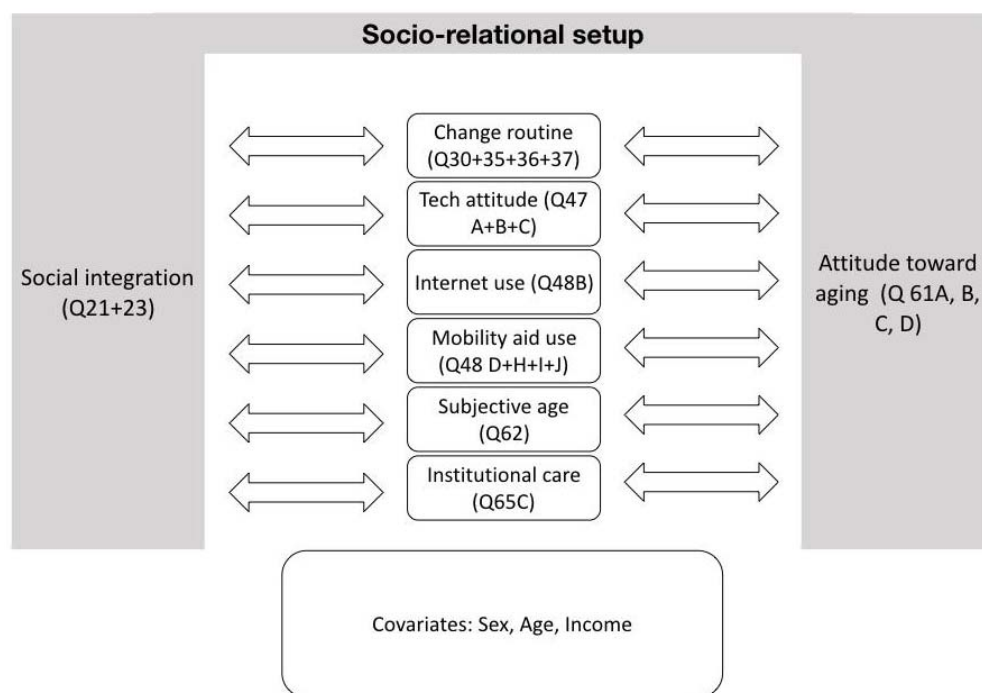 Socio-relational setup
Change routine
(Q30+35+36+37)
Tech attitude (Q47
A+B+C)
Internet use (Q48B)
Mobility aid use
(Q48 D+H+I+J)
Subjective age
(Q62)
Institutional care
(Q65C)
Social integration
(Q21+23)
Attitude toward
aging (Q 61A, B,
C, D)
Covariates: Sex, Age, Income